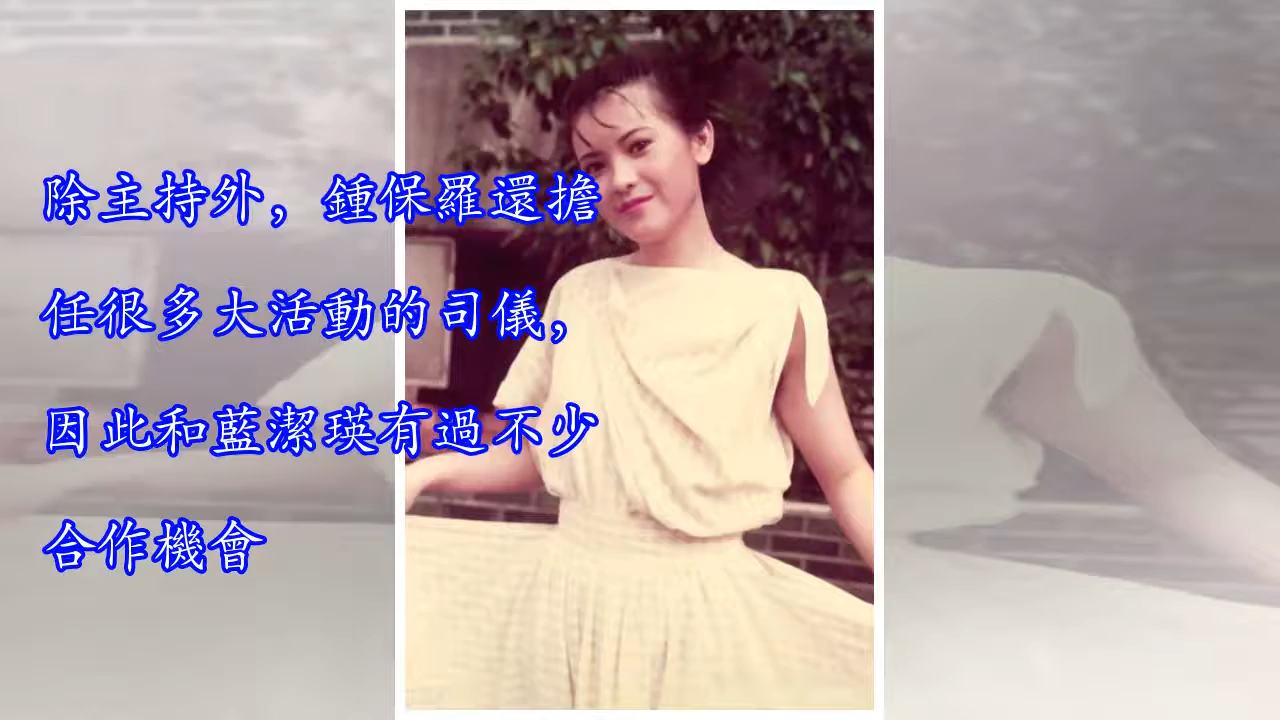 除主持外，鍾保羅還擔
任很多大活動的司儀，
因此和藍潔瑛有過不少
合作機會